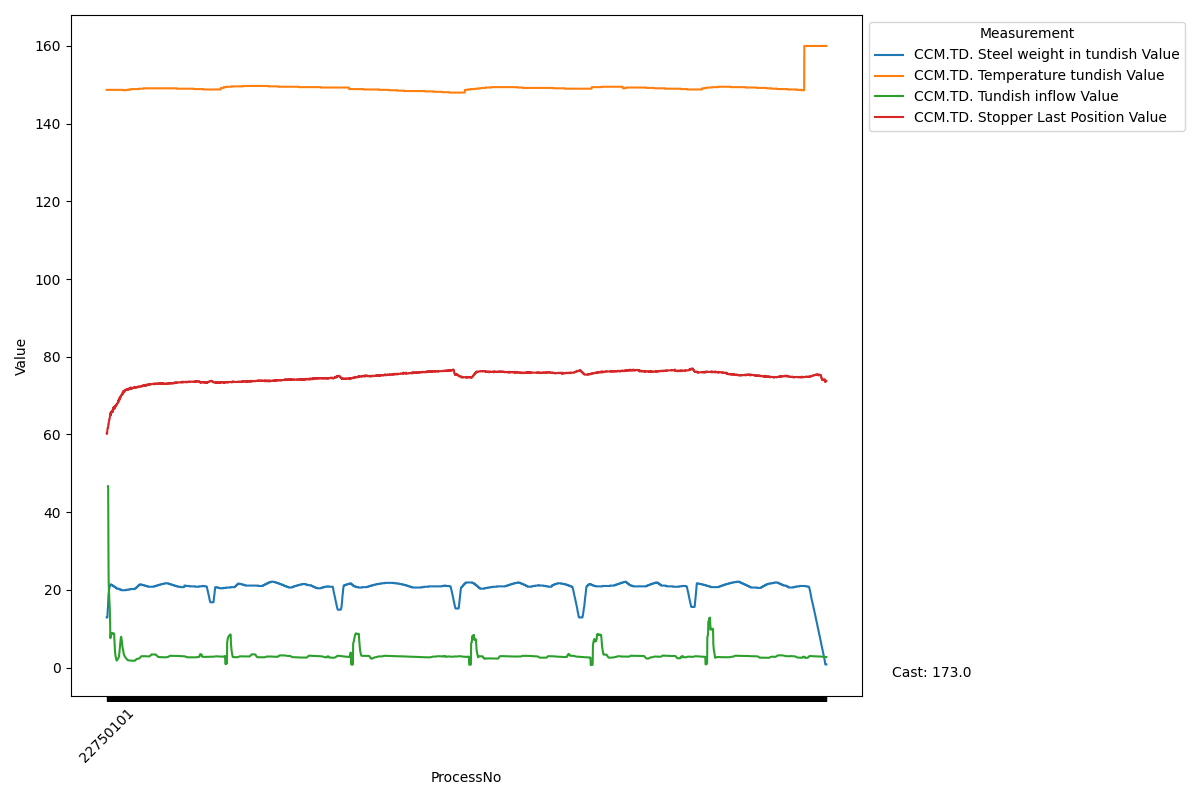 Measurement
CCM.TD. Steel weight in tundish Value
CCM.TD. Temperature tundish Value
CCM.TD. Tundish inflow Value
CCM.TD. Stopper Last Position Value
160
140
120
100
80
60
40
20
0
Value
Cast: 173.0
22750101
ProcessNo